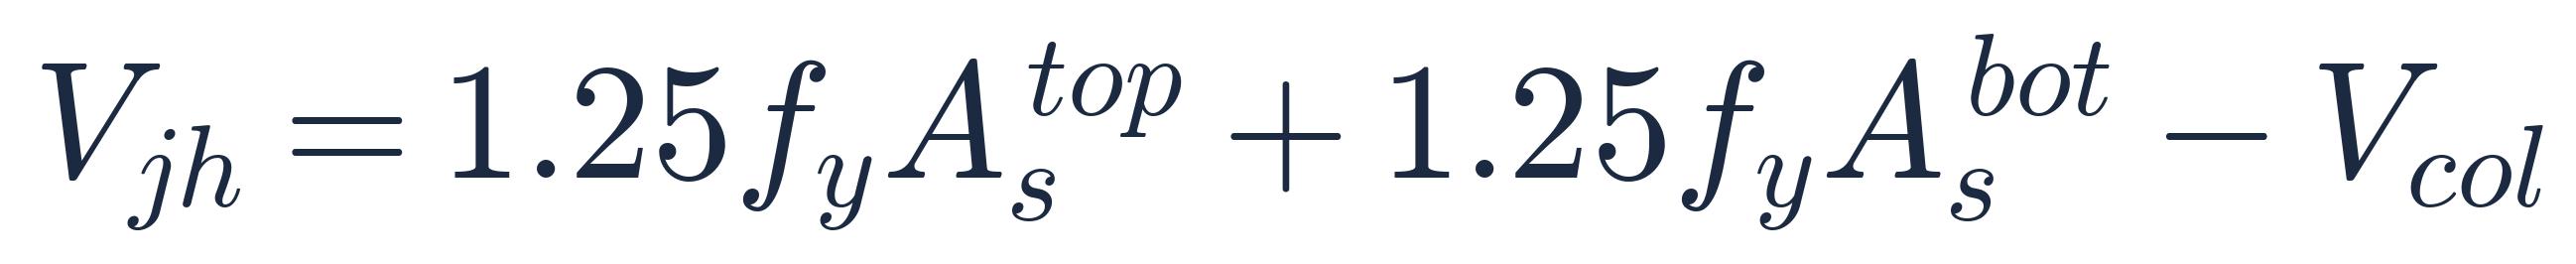 $V_{jh} = 1.25 f_y A_s^{top} + 1.25 f_y A_s^{bot} - V_{col}$